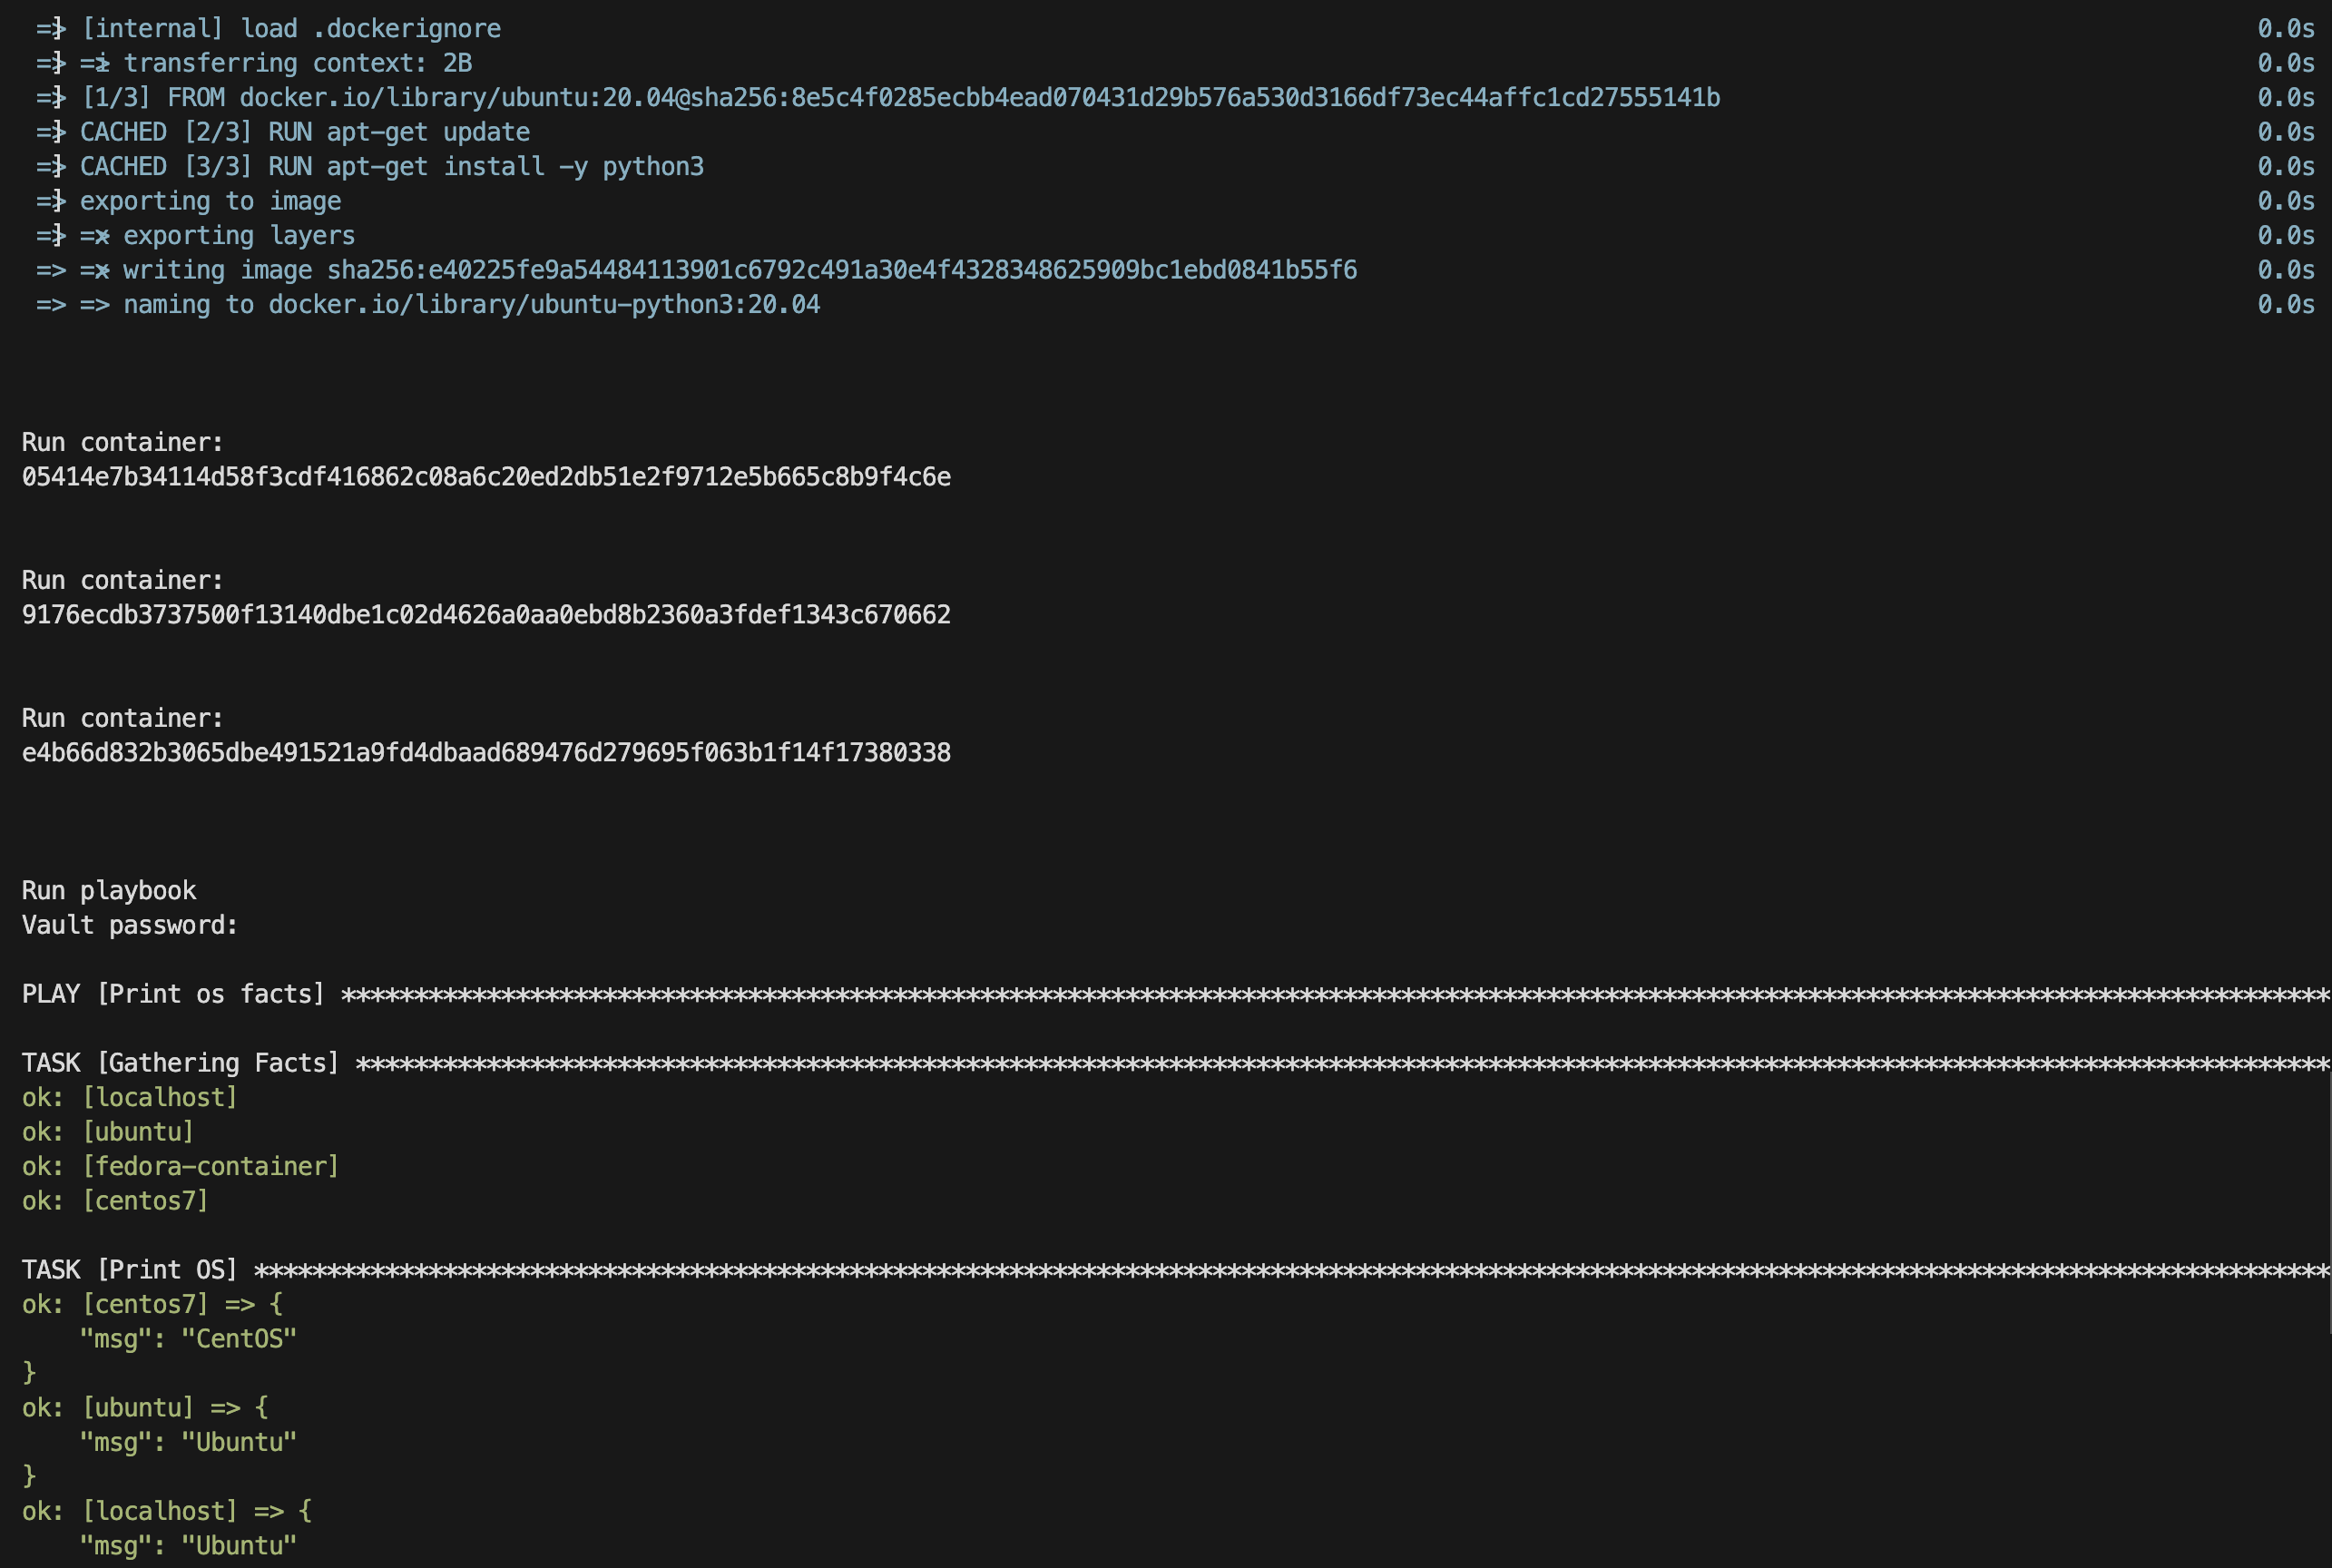 => [internal] load .dockerignore 0.0s
=> => transferring context: 2B 0.0s
=> [1/3] FROM docker.io/library/ubuntu:20.04@sha256:8e5c4f0285ecbb4ead070431d29b576a530d3166df73ec44affc1cd27555141b 0.0s
=> CACHED [2/3] RUN apt-get update 0.0s
=> CACHED [3/3] RUN apt-get install -y python3 0.0s
=> exporting to image 0.0s
=> => exporting layers 0.0s
=> => writing image sha256:e40225fe9a54484113901c6792c491a30e4f4328348625909bc1ebd0841b55f6 0.0s
=> => naming to docker.io/library/ubuntu-python3:20.04 0.0s
Run container:
05414e7b34114d58f3cdf416862c08a6c20ed2db51e2f9712e5b665c8b9f4c6e
Run container:
9176ecdb3737500f13140dbe1c02d4626a0aa0ebd8b2360a3fdef1343c670662
Run container:
e4b66d832b3065dbe491521a9fd4dbaad689476d279695f063b1f14f17380338
Run playbook
Vault password:
PLAY [Print os facts] *****************************************************************************************************************************************
TASK [Gathering Facts] ****************************************************************************************************************************************
ok: [localhost]
ok: [ubuntu]
ok: [fedora-container]
ok: [centos7]
TASK [Print OS] ***********************************************************************************************************************************************
ok: [centos7] => {
    "msg": "CentOS"
}
ok: [ubuntu] => {
    "msg": "Ubuntu"
}
ok: [localhost] => {
    "msg": "Ubuntu"